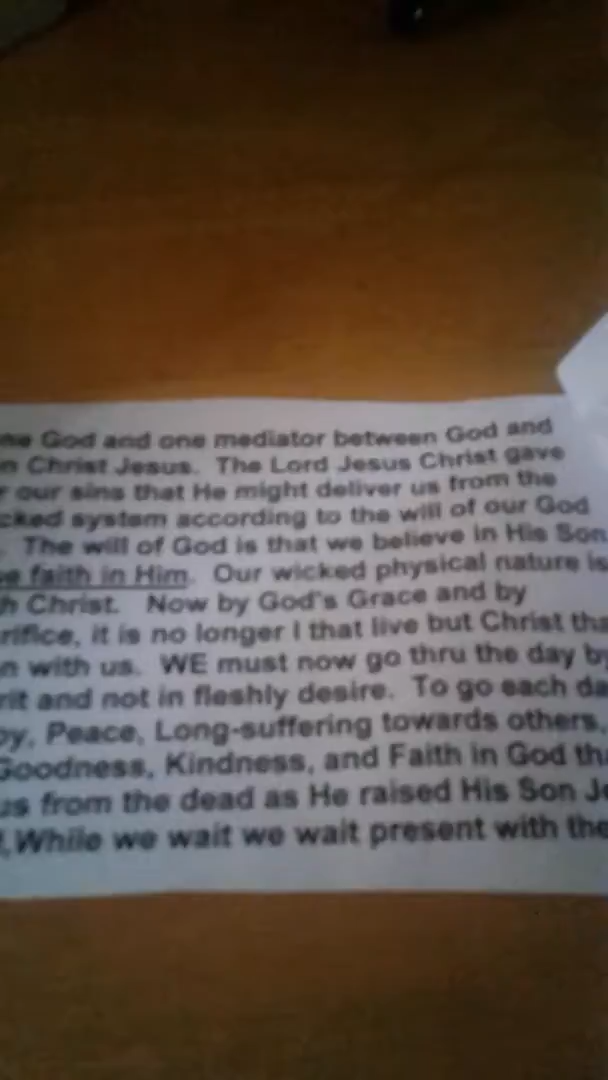 God and one mediator between God and
Christ Jesus. The Lord Jesus Christ gave
our sins that He might deliver us from the
system according to the will of our God
. The will of God is that we believe in His Son
faith in Him. Our wicked physical nature is
Christ. Now by God's Grace and by
it is no longer I that live but Christ
with us. WE must now go thru the day by
and not in fleshly desire. To go each
Peace, Long-suffering towards others,
Goodness, Kindness, and Faith in God
us from the dead as He raised His Son
While we wait we wait present with the